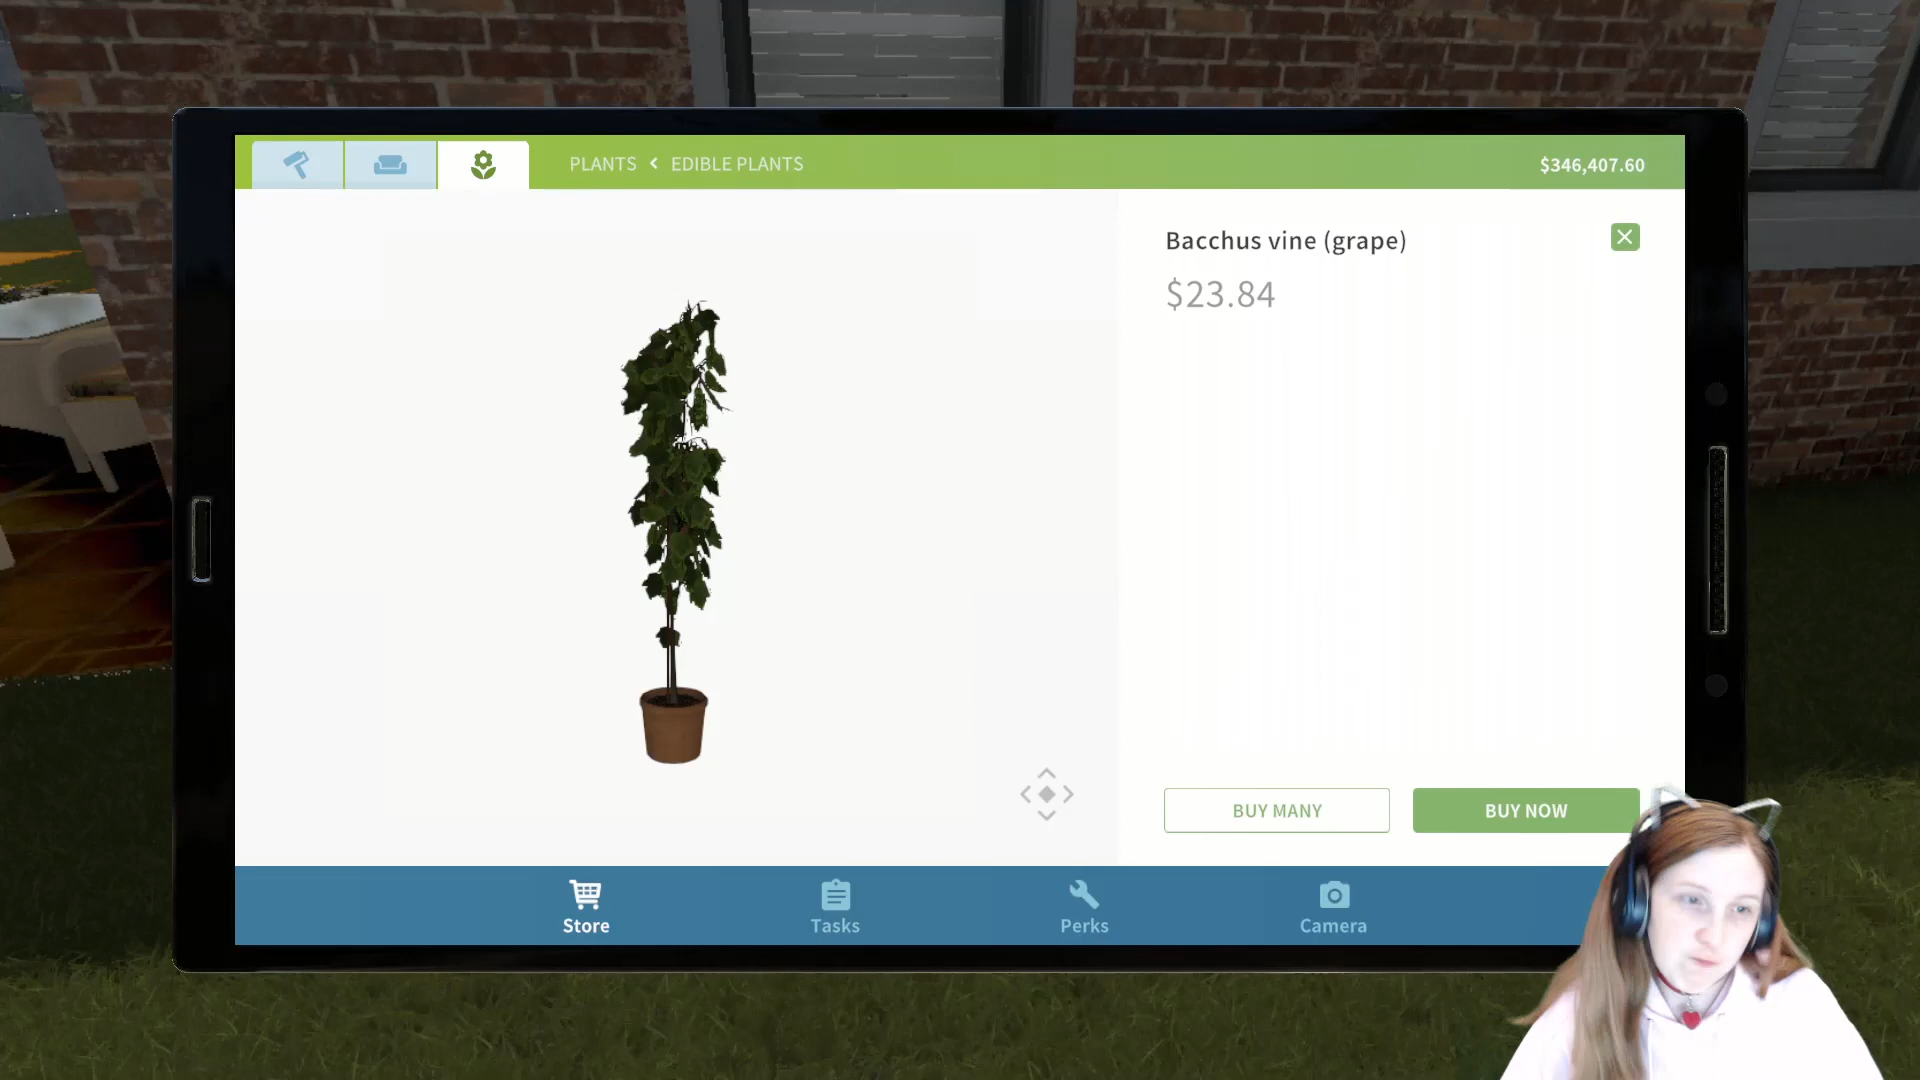 PLANTS < EDIBLE PLANTS
$346,407.60
Bacchus vine (grape)
$23.84
BUY MANY
BUY NOW
Store
Tasks
Perks
Camera